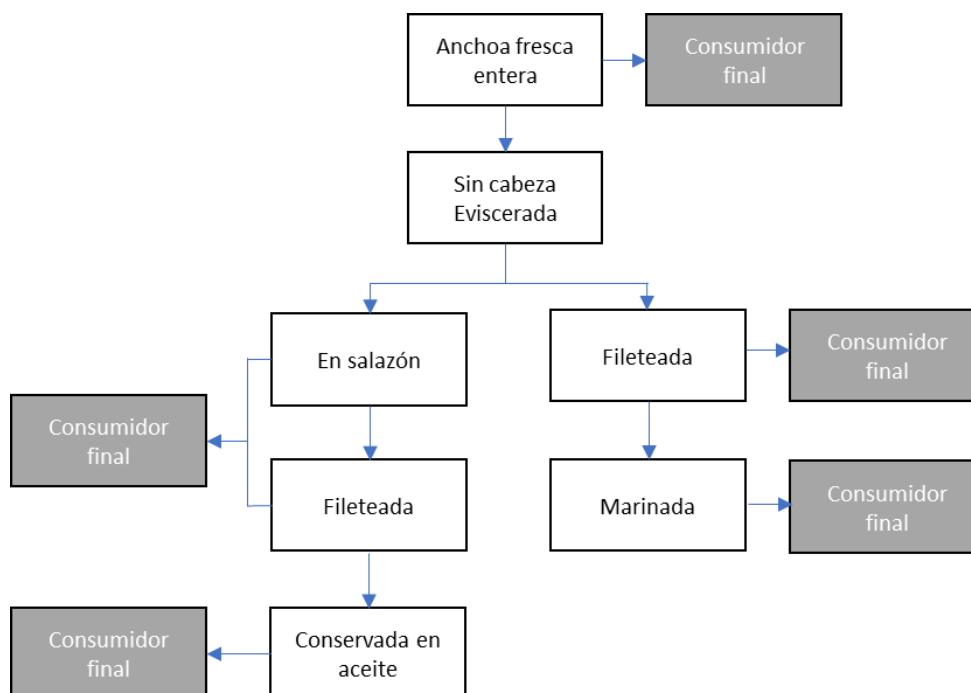 Anchoa fresca
entera
Consumidor
final
Sin cabeza
Eviscerada
En salazón
Fileteada
Consumidor
final
Consumidor
final
Fileteada
Marinada
Consumidor
final
Consumidor
final
Conservada en
aceite